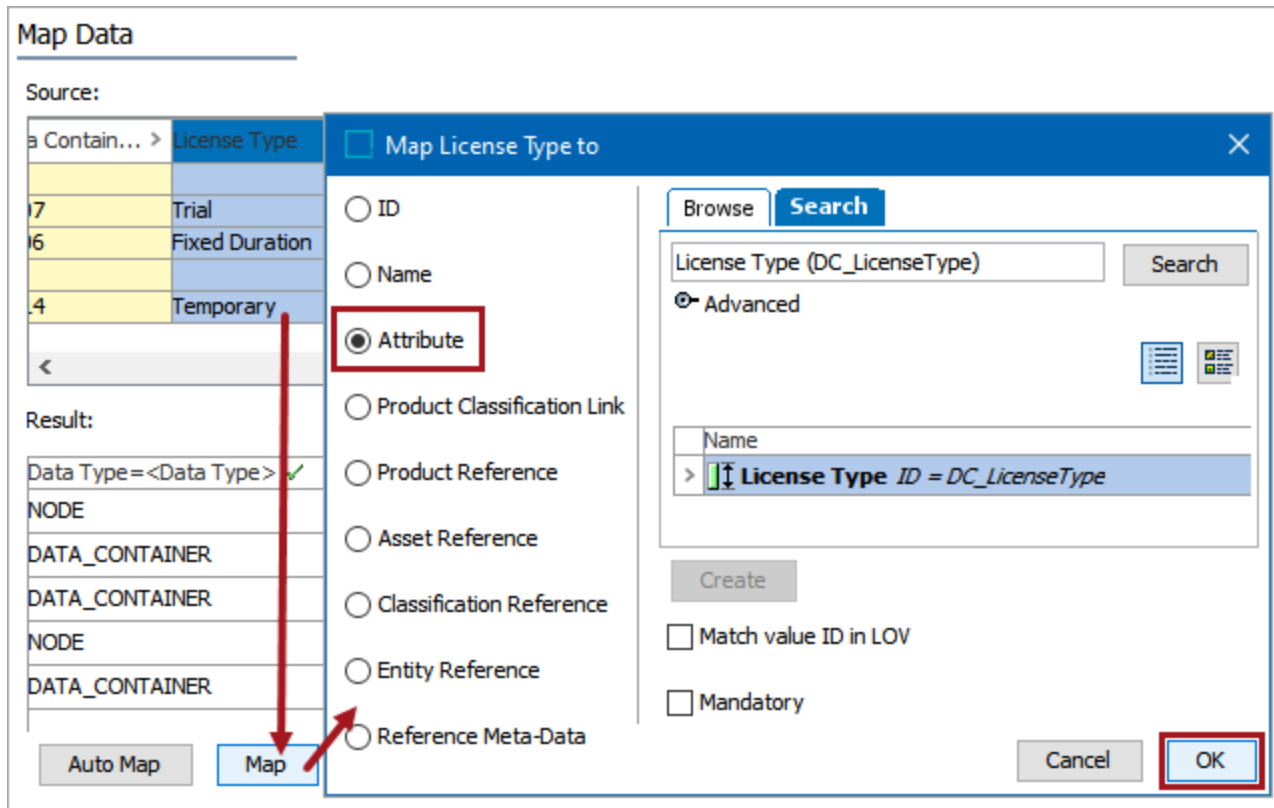 Map Data
Source:
a Contain... > License Type
07 Trial
06 Fixed Duration
14 Temporary
<
Result:
Data Type=<Data Type>
NODE
DATA_CONTAINER
DATA_CONTAINER
NODE
DATA_CONTAINER
Auto Map Map
Map License Type to
ID
Name
Attribute
Product Classification Link
Product Reference
Asset Reference
Classification Reference
Entity Reference
Reference Meta-Data
Browse Search
License Type (DC_LicenseType) Search
Advanced
Name
> License Type ID = DC_LicenseType
Create
Match value ID in LOV
Mandatory
Cancel OK